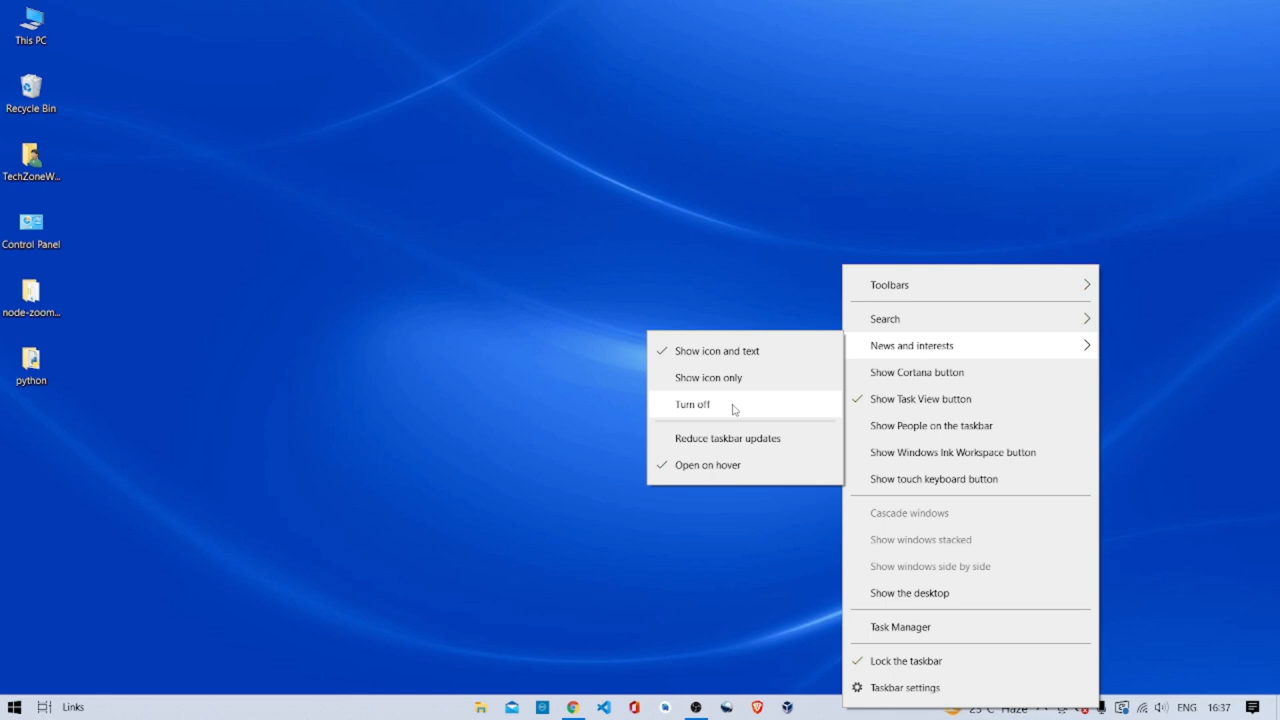 This PC
Recycle Bin
TechZoneW...
Control Panel
node-zoom...
python
Show icon and text
Show icon only
Turn off
Reduce taskbar updates
Open on hover
Toolbars
Search
News and interests
Show Cortana button
Show Task View button
Show People on the taskbar
Show Windows Ink Workspace button
Show touch keyboard button
Cascade windows
Show windows stacked
Show windows side by side
Show the desktop
Task Manager
Lock the taskbar
Taskbar settings
Links
23°C Haze
ENG
16:37